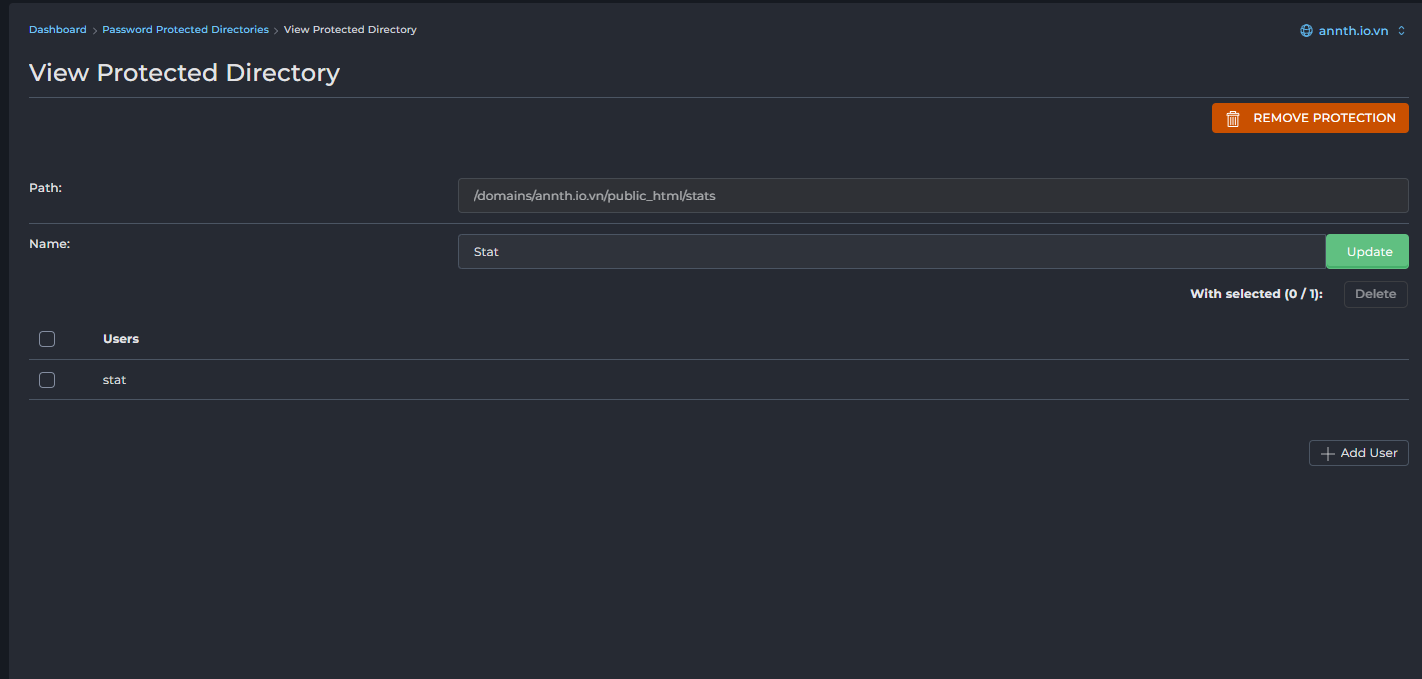 Dashboard > Password Protected Directories > View Protected Directory
annth.io.vn
View Protected Directory
REMOVE PROTECTION
Path:
/domains/annth.io.vn/public_html/stats
Name:
Stat
Update
With selected (0 / 1):
Delete
Users
stat
Add User